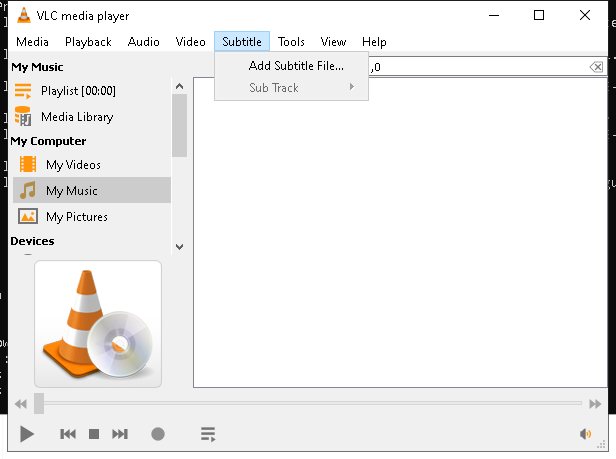 VLC media player
Media Playback Audio Video Subtitle Tools View Help
My Music
Add Subtitle File...
,0
Playlist [00:00]
Sub Track
Media Library
My Computer
My Videos
My Music
My Pictures
Devices